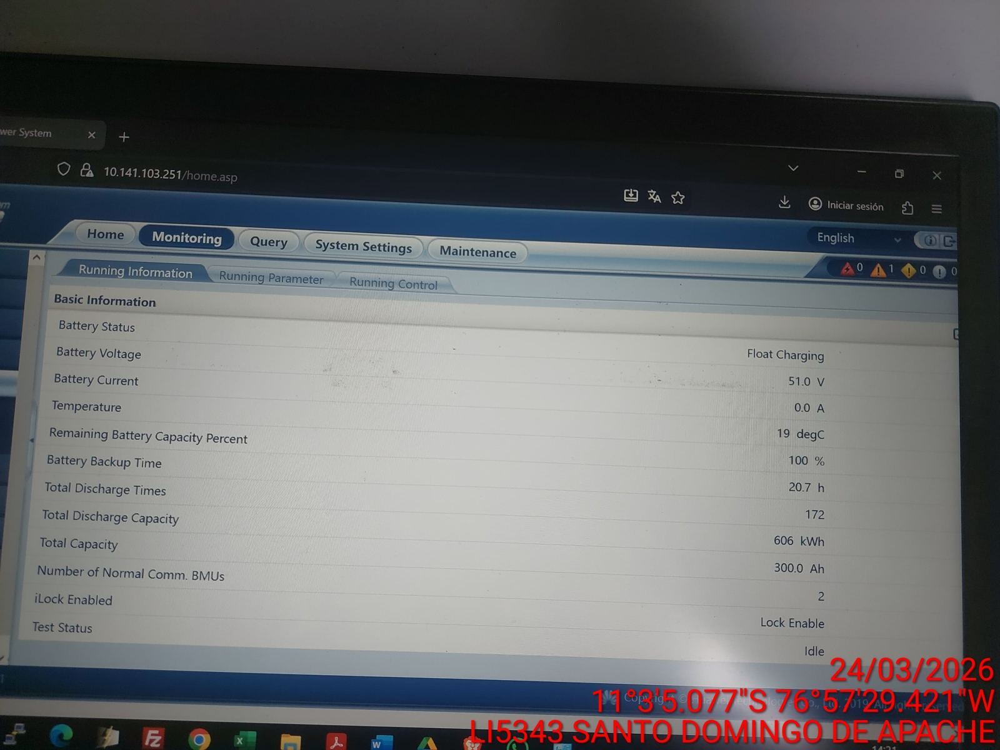 wer System
10.141.103.251/home.asp
Iniciar sesión
Home Monitoring Query System Settings Maintenance
English
0 1 0 0
Running Information Running Parameter Running Control
Basic Information
Battery Status Float Charging
Battery Voltage 51.0 V
Battery Current 0.0 A
Temperature 19 degC
Remaining Battery Capacity Percent 100 %
Battery Backup Time 20.7 h
Total Discharge Times 172
Total Discharge Capacity 606 kWh
Total Capacity 300.0 Ah
Number of Normal Comm. BMUs 2
iLock Enabled Lock Enable
Test Status Idle
24/03/2026
11°3'5.077"S 76°57'29.421"W
LI5343 SANTO DOMINGO DE APACHE